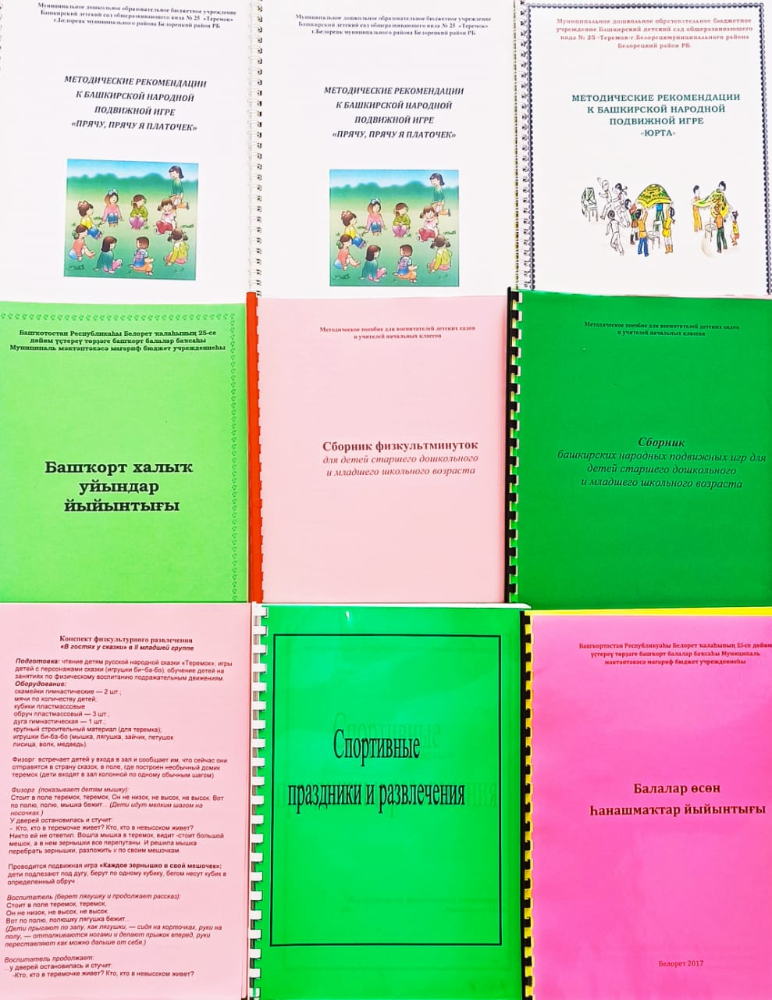 Муниципальное дошкольное образовательное бюджетное учреждение
Башкирский детский сад общеразвивающего вида № 25 «Теремок»
г.Белорецк муниципального района Белорецкий район РБ
МЕТОДИЧЕСКИЕ РЕКОМЕНДАЦИИ
К БАШКИРСКОЙ НАРОДНОЙ
ПОДВИЖНОЙ ИГРЕ
«ПРЯЧУ, ПРЯЧУ Я ПЛАТОЧЕК»
Муниципальное дошкольное образовательное бюджетное учреждение
Башкирский детский сад общеразвивающего вида № 25 «Теремок»
г.Белорецк муниципального района Белорецкий район РБ
МЕТОДИЧЕСКИЕ РЕКОМЕНДАЦИИ
К БАШКИРСКОЙ НАРОДНОЙ
ПОДВИЖНОЙ ИГРЕ
«ПРЯЧУ, ПРЯЧУ Я ПЛАТОЧЕК»
Муниципальное дошкольное образовательное бюджетное
учреждение Башкирский детский сад общеразвивающего
вида № 25 «Теремок»г.Белорецкмуниципального района
Белорецкий район РБ.
МЕТОДИЧЕСКИЕ РЕКОМЕНДАЦИИ
К БАШКИРСКОЙ НАРОДНОЙ
ПОДВИЖНОЙ ИГРЕ
«ЮРТА»
Башҡотостан Республикаһы Белорет ҡалаһының 25-се
дөйөм үҫтереү төрҙәге башҡорт балалар баҡсаһы
Муниципаль мәктәптәкәсә мәғариф бюджет учреждениеһы
Башҡорт халыҡ
уйындар
йыйынтығы
Методическое пособие для воспитателей детских садов
и учителей начальных классов
Сборник физкультминуток
для детей старшего дошкольного
и младшего школьного возраста
Методическое пособие для воспитателей детских садов
и учителей начальных классов
Сборник
башкирских народных подвижных игр для
детей старшего дошкольного
и младшего школьного возраста
Конспект физкультурного развлечения
«В гостях у сказки» в II младшей группе
Подготовка: чтение детям русской народной сказки «Теремок»; игры
детей с персонажами сказки (игрушки би-ба-бо); обучение детей на
занятиях по физическому воспитанию подражательным движениям.
Оборудование:
скамейки гимнастические — 2 шт.;
мячи по количеству детей;
кубики пластмассовые
обруч пластмассовый — 3 шт.;
дуга гимнастическая — 1 шт.;
крупный строительный материал (для теремка);
игрушки би-ба-бо (мышка, лягушка, зайчик, петушок
лисица, волк, медведь).
Физорг встречает детей у входа в зал и сообщает им, что сейчас они
отправятся в страну сказок, в поле, где построен необычный домик
теремок (дети входят в зал колонной по одному обычным шагом).
Физорг (показывает детям мышку):
Стоит в поле теремок, теремок, Он не низок, не высок, не высок. Вот
по полю, полю, мышка бежит... (Дети идут мелким шагом на
носочках.)
У дверей остановилась и стучит:
- Кто, кто в теремочке живет? Кто, кто в невысоком живет?
Никто ей не ответил. Вошла мышка в теремок, видит -стоит большой
мешок, а в нем зернышки все перепутаны. И решила мышка
перебрать зернышки, разложить v по своим мешочкам.
Проводится подвижная игра «Каждое зернышко в свой мешочек»;
дети подлезают под дугу, берут по одному кубику, бегом несут кубик в
определенный обруч
Воспитатель (берет лягушку и продолжает рассказ):
Стоит в поле теремок, теремок,
Он не низок, не высок, не высок.
Вот по полю, полюшку лягушка бежит...
(Дети прыгают по залу, как лягушки, — сидя на корточках, руки на
полу, — отталкиваются ногами и делают прыжок вперед, руки
переставляют как можно дальше от себя.)
Воспитатель продолжает:
...у дверей остановилась и стучит:
-Кто, кто в теремочке живет? Кто, кто в невысоком живет?
Спортивные
праздники и развлечения
Башҡортостан Республикаһы Белорет ҡалаһының 25-се дөйөм
үҫтереү төрҙәге башҡорт балалар баҡсаһы Муниципаль
мәктәптәкәсә мәғариф бюджет учреждениеһы
Балалар өсөн
Һанашмаҡтар йыйынтығы
Белорет 2017